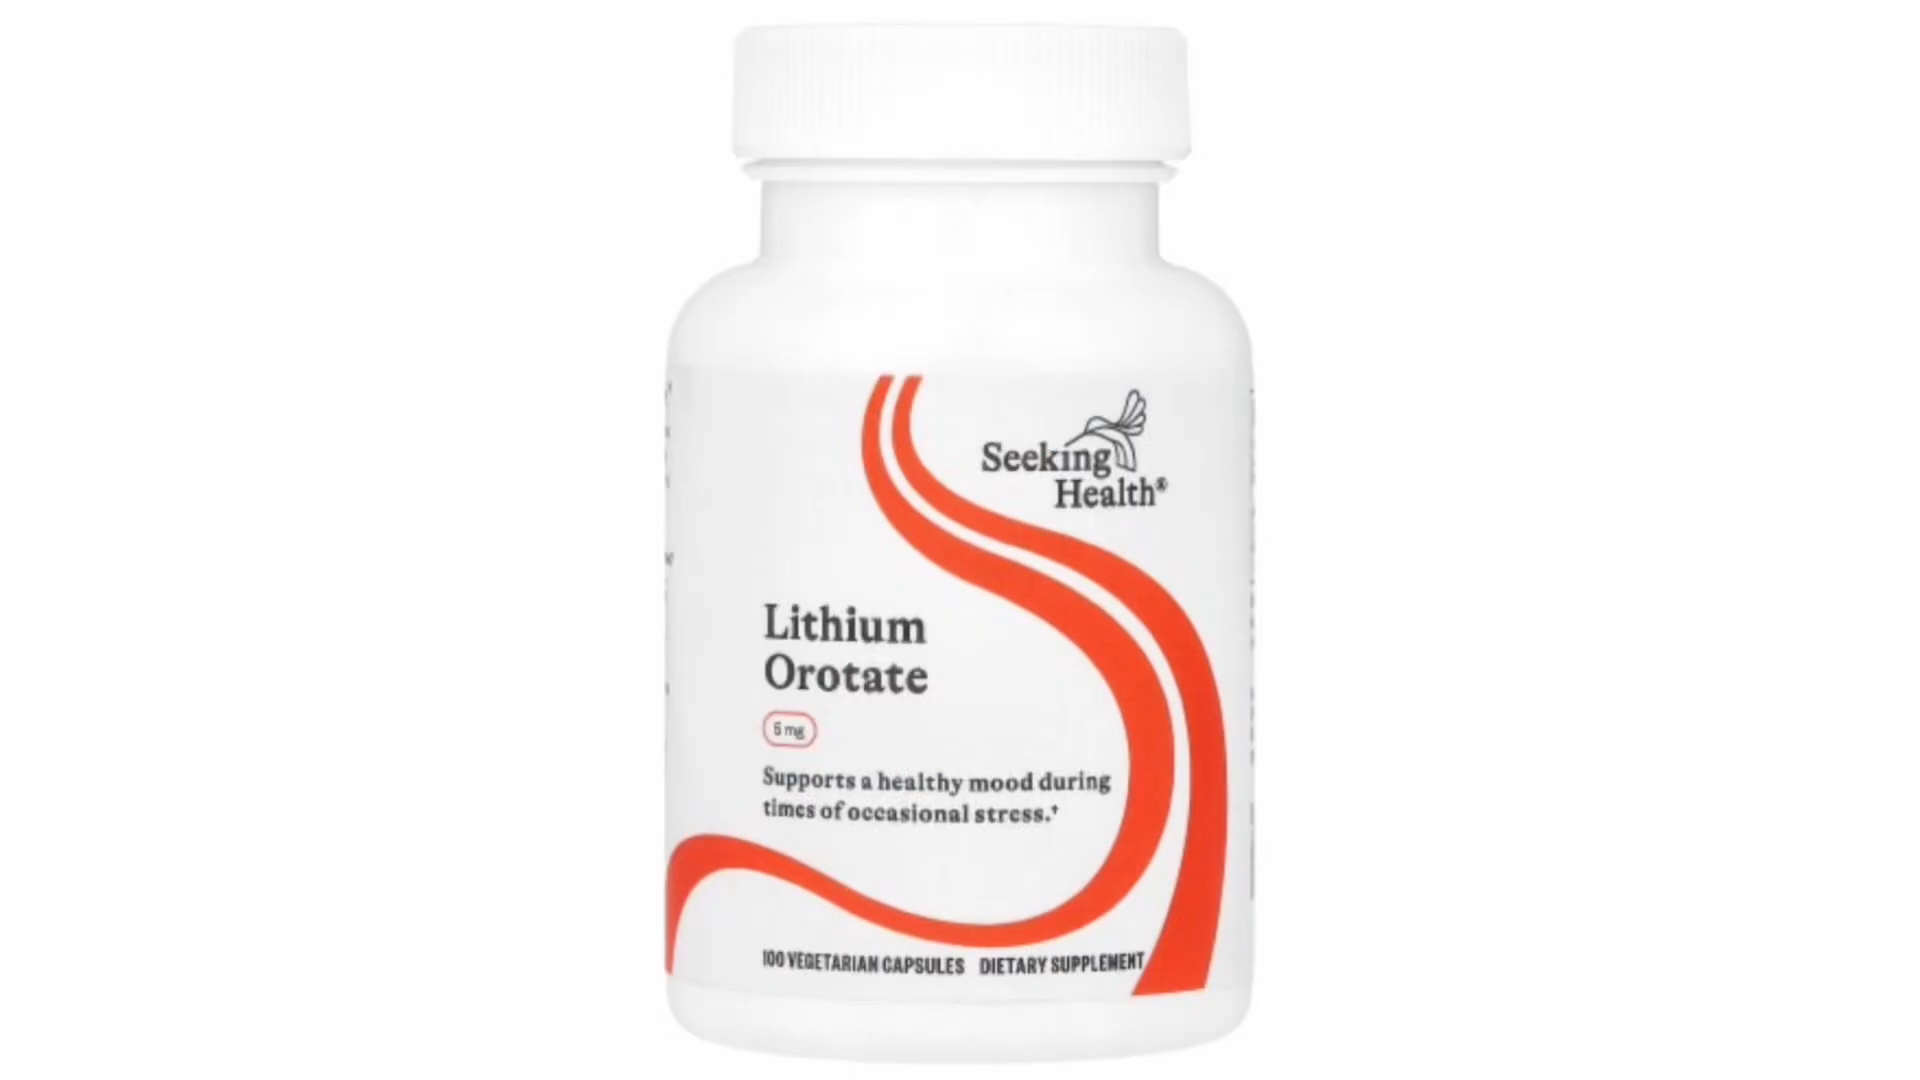 Seeking
Health®
Lithium
Orotate
5 mg
Supports a healthy mood during
times of occasional stress.†
100 VEGETARIAN CAPSULES DIETARY SUPPLEMENT